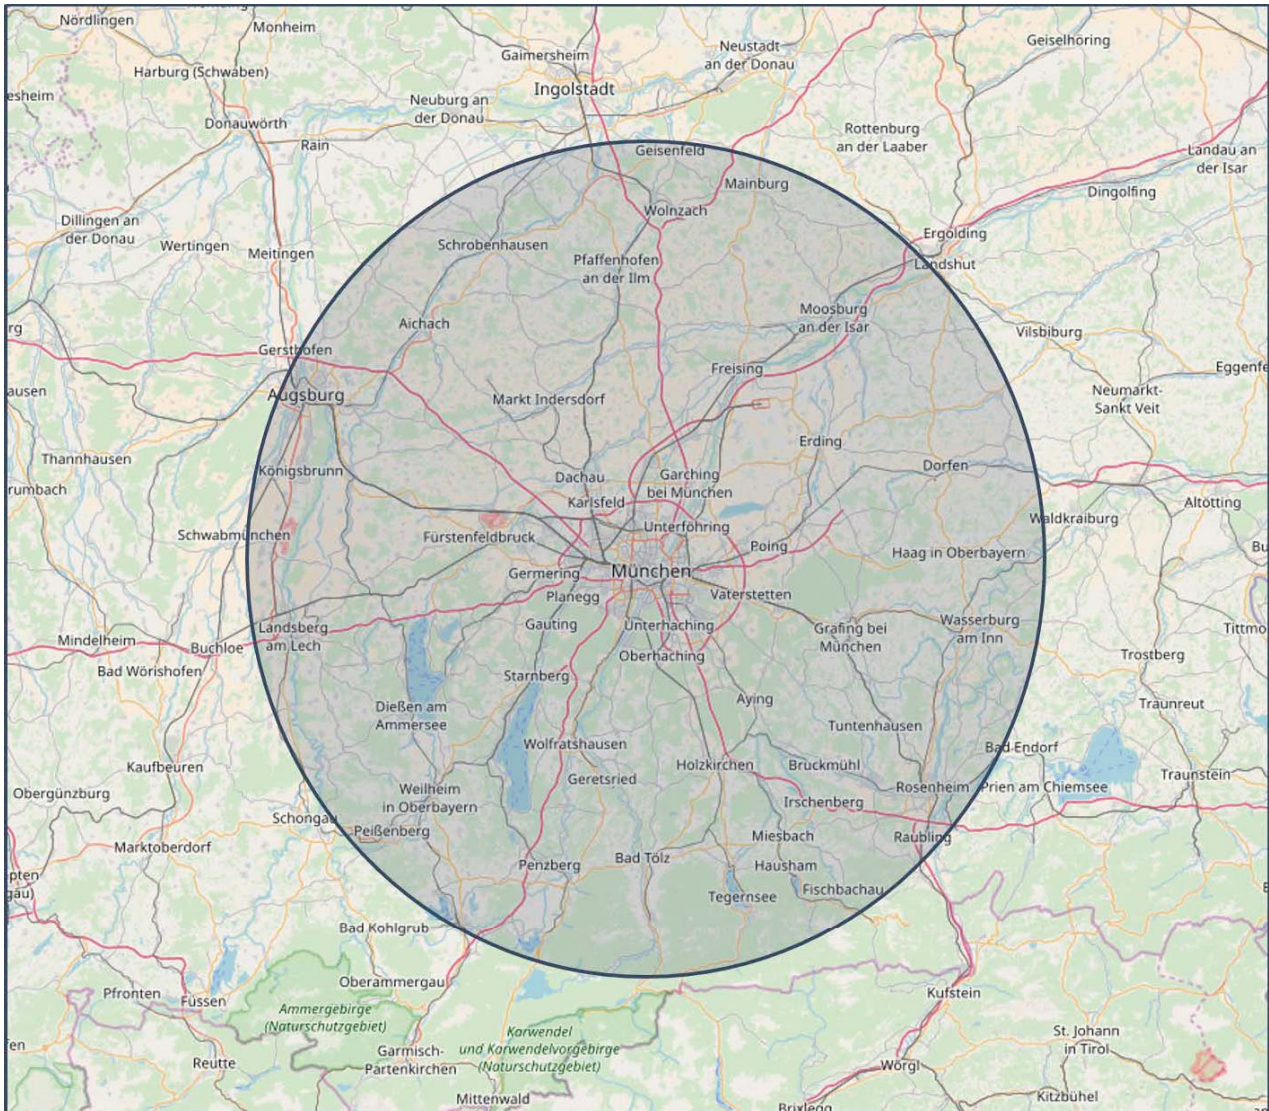 Nördlingen
Monheim
Gaimersheim
Neustadt
an der Donau
Geiselhöring
Harburg (Schwaben)
Ingolstadt
esheim
Neuburg an
der Donau
Donauwörth
Rain
Rottenburg
an der Laaber
Geisenfeld
Landau an
der Isar
Mainburg
Dingolfing
Wolnzach
Dillingen an
der Donau
Wertingen
Meitingen
Schrobenhausen
Ergolding
Pfaffenhofen
an der Ilm
Landshut
Moosburg
an der Isar
rg
Aichach
Vilsbiburg
Gersthofen
Freising
Eggenfe
ausen
Augsburg
Markt Indersdorf
Neumarkt-
Sankt Veit
Erding
Thannhausen
Königsbrunn
Dachau
Garching
bei München
Dorfen
rumbach
Karlsfeld
Altötting
Schwabmünchen
Fürstenfeldbruck
Unterföhring
Waldkraiburg
Poing
Haag in Oberbayern
Bu
Germering
München
Planegg
Vaterstetten
Landsberg
am Lech
Gauting
Unterhaching
Grafing bei
München
Wasserburg
am Inn
Tittmo
Mindelheim
Buchloe
Oberhaching
Trostberg
Bad Wörishofen
Starnberg
Aying
Traunreut
Dießen am
Ammersee
Tuntenhausen
Wolfratshausen
Bad Endorf
Kaufbeuren
Holzkirchen
Bruckmühl
Traunstein
Geretsried
Obergünzburg
Weilheim
in Oberbayern
Rosenheim
Prien am Chiemsee
Irschenberg
Schongau
Peißenberg
Miesbach
Raubling
Marktoberdorf
Penzberg
Bad Tölz
Hausham
pten
gäu)
Tegernsee
Fischbachau
Bad Kohlgrub
Oberammergau
Pfronten
Füssen
Kufstein
Ammergebirge
(Naturschutzgebiet)
Karwendel
und Karwendelvorgebirge
(Naturschutzgebiet)
St. Johann
in Tirol
fen
Reutte
Garmisch-
Partenkirchen
Wörgl
Mittenwald
Kitzbühel
Brixlegg